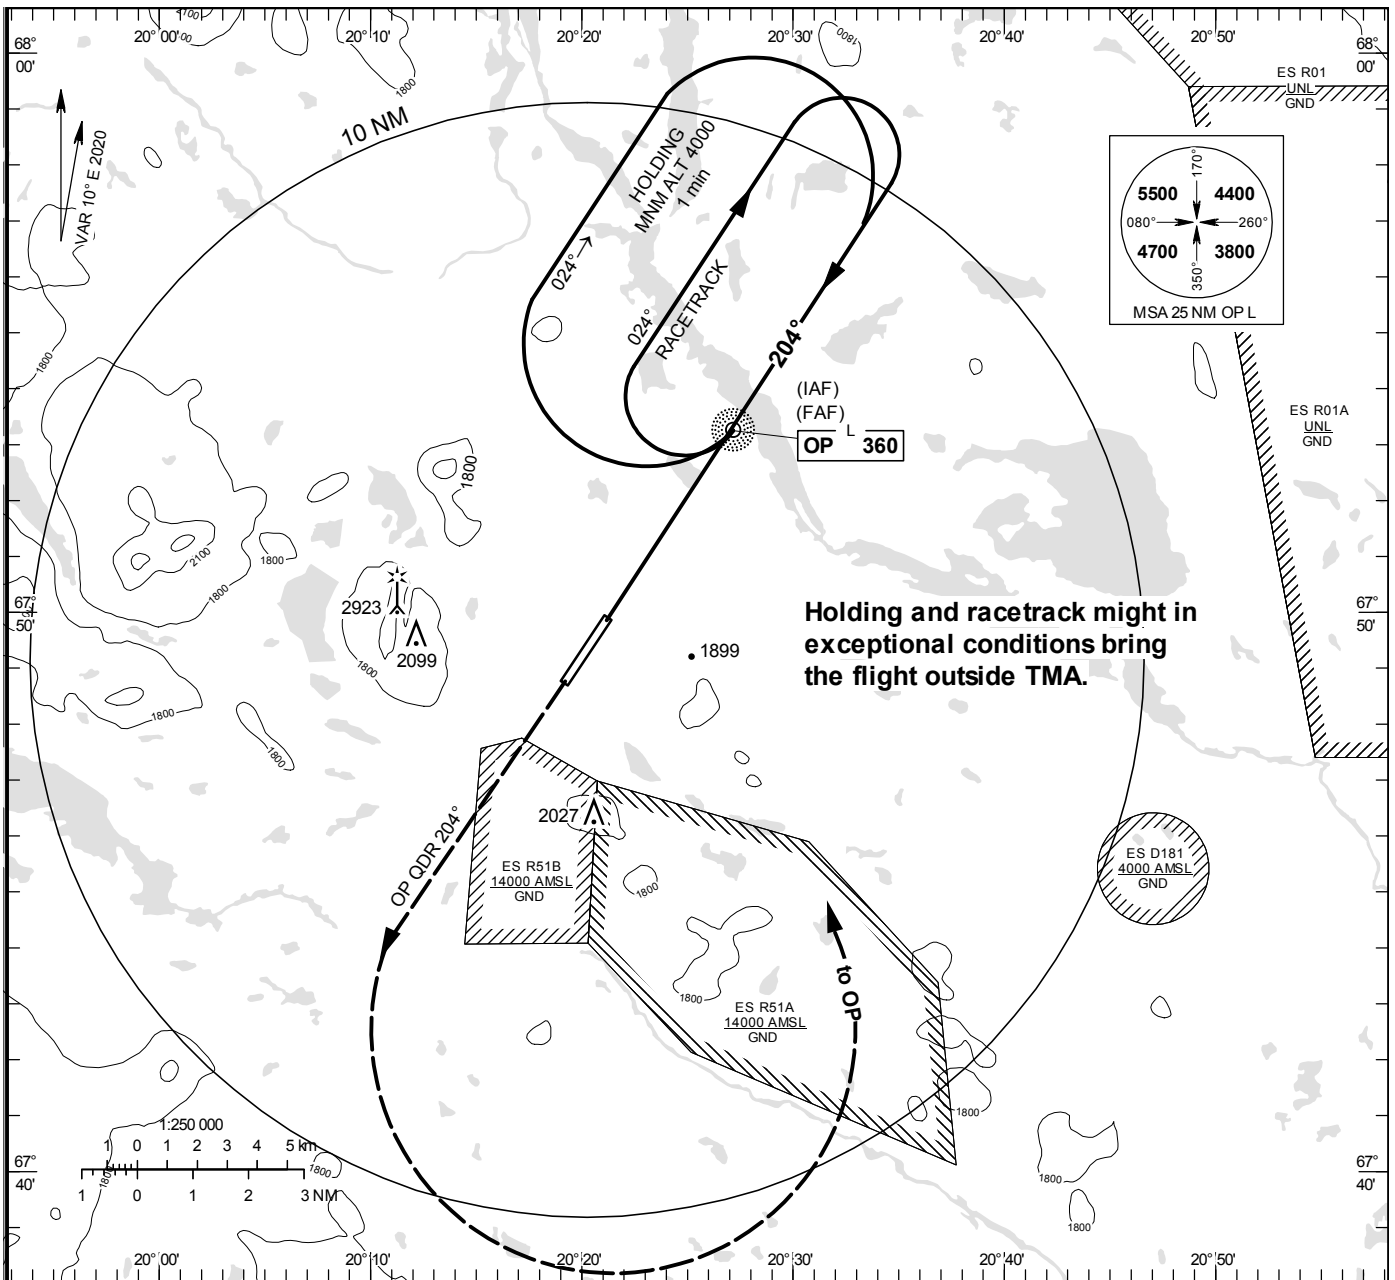 2100
20°00'
20°10'
20°20'
20°30'
20°40'
20°50'
68°
00'
68°
00'
1800
1800
ES R01
UNL
GND
10 NM
VAR 10° E 2020
HOLDING
MNM ALT 4000
1 min
024°
024°
RACETRACK
204°
170°
5500
4400
080°
260°
4700
3800
350°
MSA 25 NM OP L
1800
(IAF)
(FAF)
L
OP 360
ES R01A
UNL
GND
1800
2100
1800
1800
2923
2099
1800
67°
50'
67°
50'
Holding and racetrack might in
exceptional conditions bring
the flight outside TMA.
1899
1800
1800
2027
OP QDR 204°
ES R51B
14000 AMSL
GND
1800
ES D181
4000 AMSL
GND
to OP
1800
ES R51A
14000 AMSL
GND
1800
1:250 000
1 0 1 2 3 4 5 km
1 0 1 2 3 NM
1800
1800
1800
1800
67°
40'
67°
40'
20°00'
20°10'
20°20'
20°30'
20°40'
20°50'